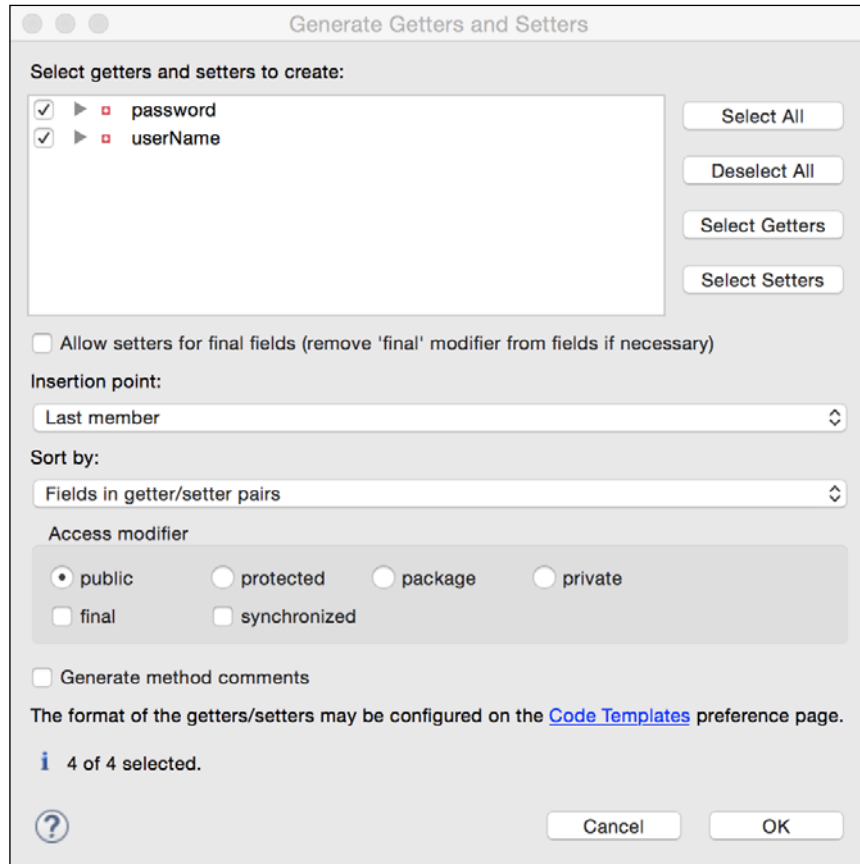 Generate Getters and Setters
Select getters and setters to create:
password
userName
Select All
Deselect All
Select Getters
Select Setters
Allow setters for final fields (remove 'final' modifier from fields if necessary)
Insertion point:
Last member
Sort by:
Fields in getter/setter pairs
Access modifier
public protected package private
final synchronized
Generate method comments
The format of the getters/setters may be configured on the Code Templates preference page.
i 4 of 4 selected.
? Cancel OK